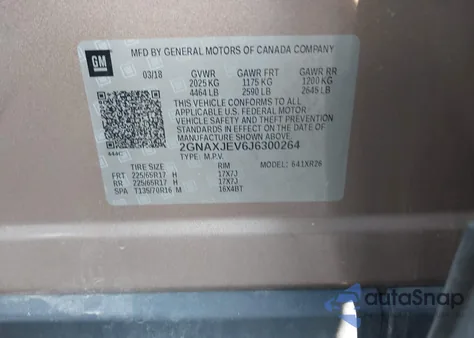 GM
MFD BY GENERAL MOTORS OF CANADA COMPANY
03/18 GVWR GAWR FRT GAWR RR
2025 KG 1175 KG 1200 KG
4464 LB 2590 LB 2645 LB
THIS VEHICLE CONFORMS TO ALL
APPLICABLE U.S. FEDERAL MOTOR
VEHICLE SAFETY AND THEFT PREVENTION
STANDARDS IN EFFECT ON THE DATE OF
MANUFACTURE SHOWN ABOVE.
2GNAXJEV6J6300264
TYPE: M.P.V. MODEL: 641XR26
444C
TIRE SIZE RIM
FRT 225/65R17 H 17X7J
RR 225/65R17 H 17X7J
SPA T135/70R16 M 16X4BT
autoSnap